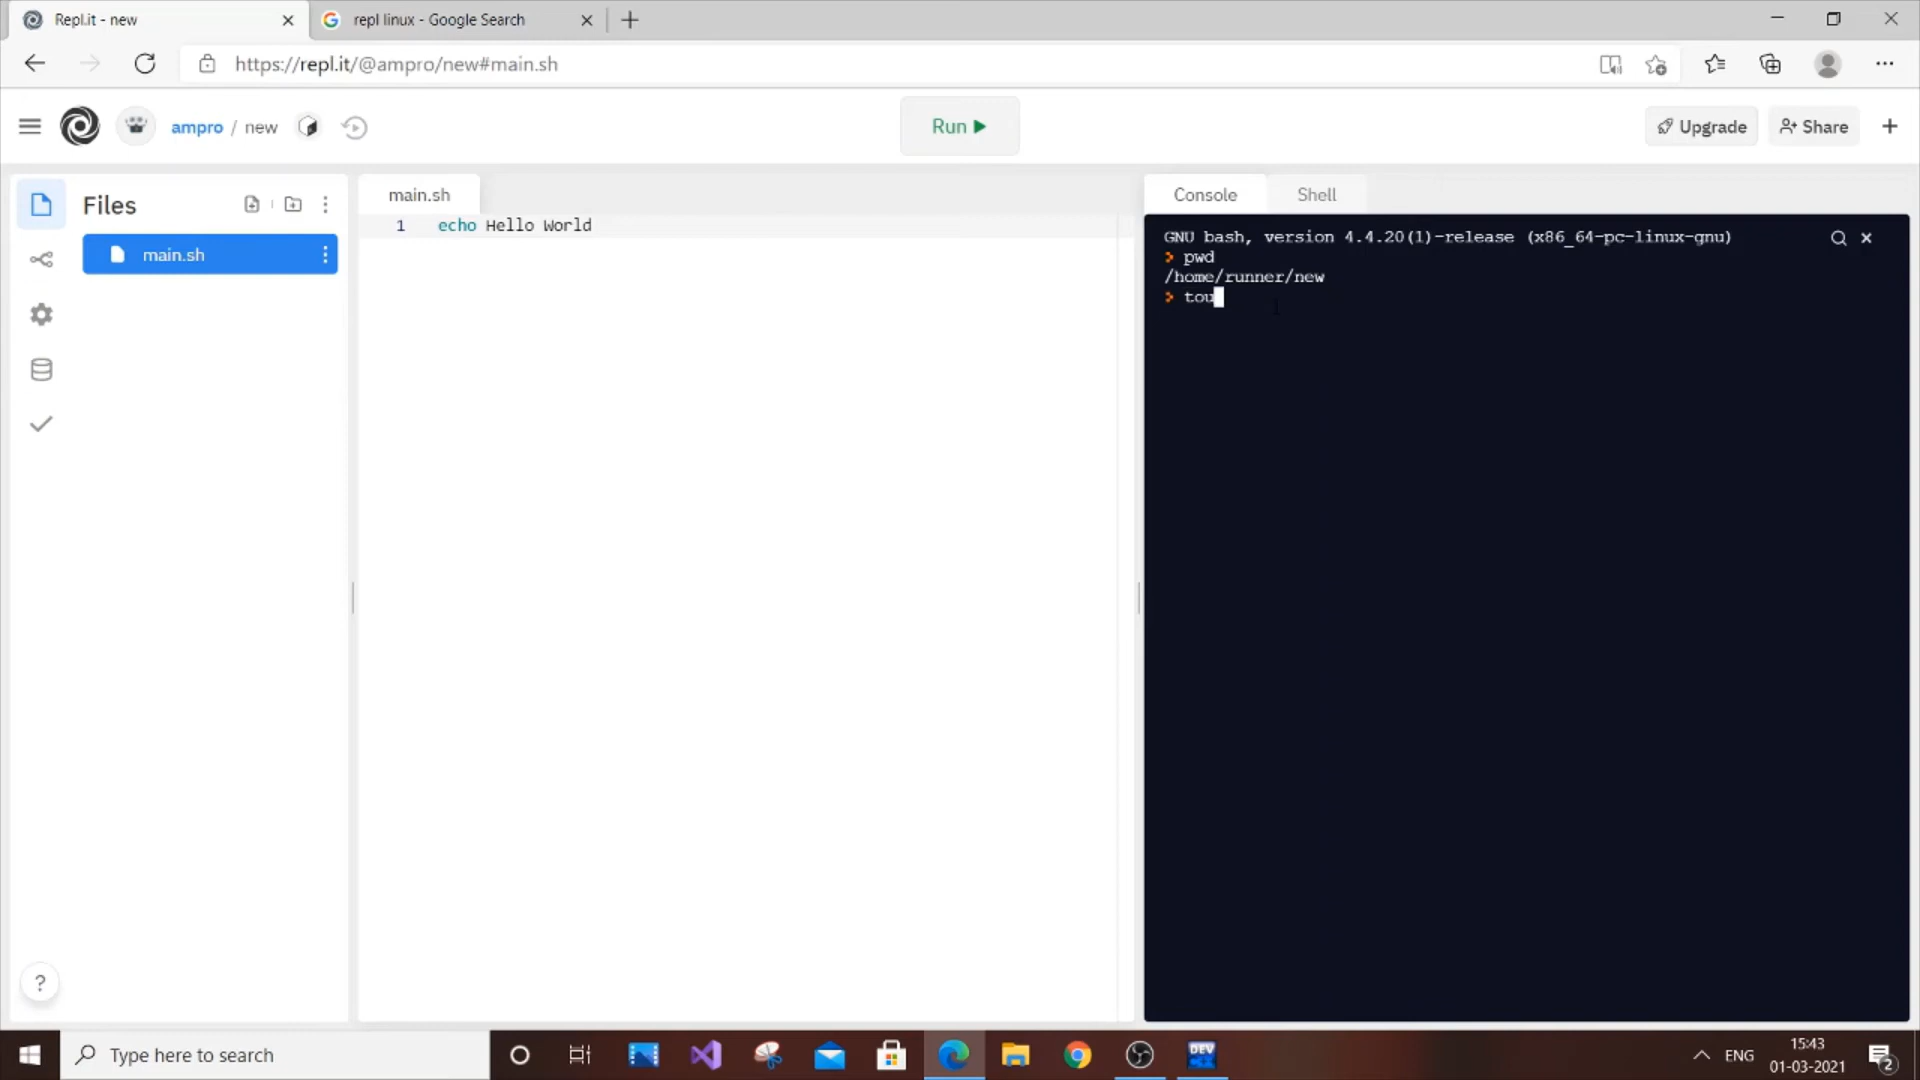 Repl.it - new
repl linux - Google Search
https://repl.it/@ampro/new#main.sh
ampro / new
Run
Upgrade
Share
Files
main.sh
main.sh
1 echo Hello World
Console
Shell
GNU bash, version 4.4.20(1)-release (x86_64-pc-linux-gnu)
> pwd
/home/runner/new
> tou
?
Type here to search
DEV
ENG
15:43
01-03-2021
2